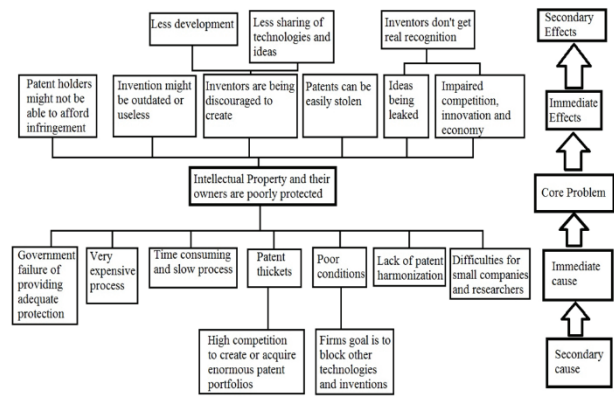 Less development
Less sharing of
technologies and
ideas
Inventors don't get
real recognition
Secondary
Effects
Patent holders
might not be
able to afford
infringement
Invention might
be outdated or
useless
Inventors are being
discouraged to
create
Patents can be
easily stolen
Ideas
being
leaked
Impaired
competition,
innovation and
economy
Immediate
Effects
Intellectual Property and their
owners are poorly protected
Core Problem
Government
failure of
providing
adequate
protection
Very
expensive
process
Time consuming
and slow process
Patent
thickets
Poor
conditions
Lack of patent
harmonization
Difficulties for
small companies
and researchers
Immediate
cause
High competition
to create or acquire
enormous patent
portfolios
Firms goal is to
block other
technologies
and inventions
Secondary
cause